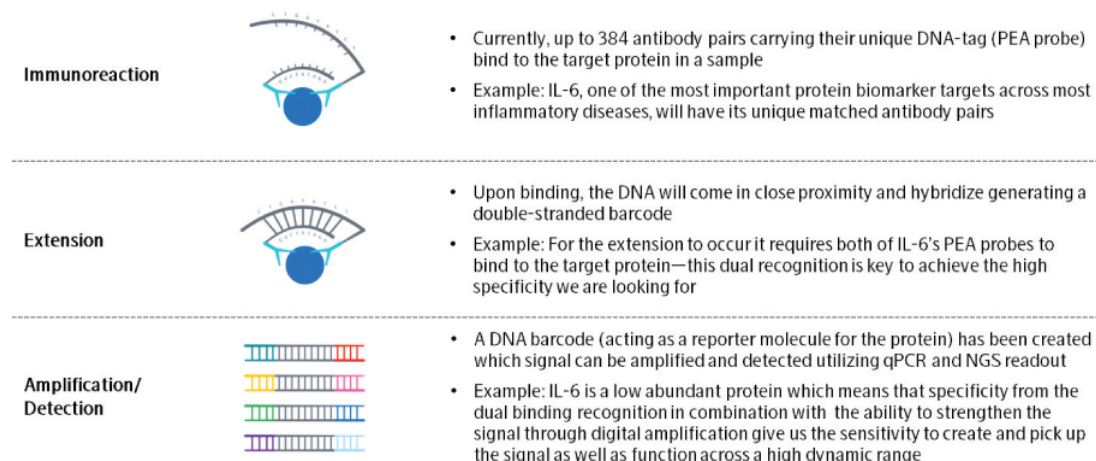 Immunoreaction
• Currently, up to 384 antibody pairs carrying their unique DNA-tag (PEA probe)
bind to the target protein in a sample
• Example: IL-6, one of the most important protein biomarker targets across most
inflammatory diseases, will have its unique matched antibody pairs
Extension
• Upon binding, the DNA will come in close proximity and hybridize generating a
double-stranded barcode
• Example: For the extension to occur it requires both of IL-6's PEA probes to
bind to the target protein—this dual recognition is key to achieve the high
specificity we are looking for
Amplification/
Detection
• A DNA barcode (acting as a reporter molecule for the protein) has been created
which signal can be amplified and detected utilizing qPCR and NGS readout
• Example: IL-6 is a low abundant protein which means that specificity from the
dual binding recognition in combination with the ability to strengthen the
signal through digital amplification give us the sensitivity to create and pick up
the signal as well as function across a high dynamic range